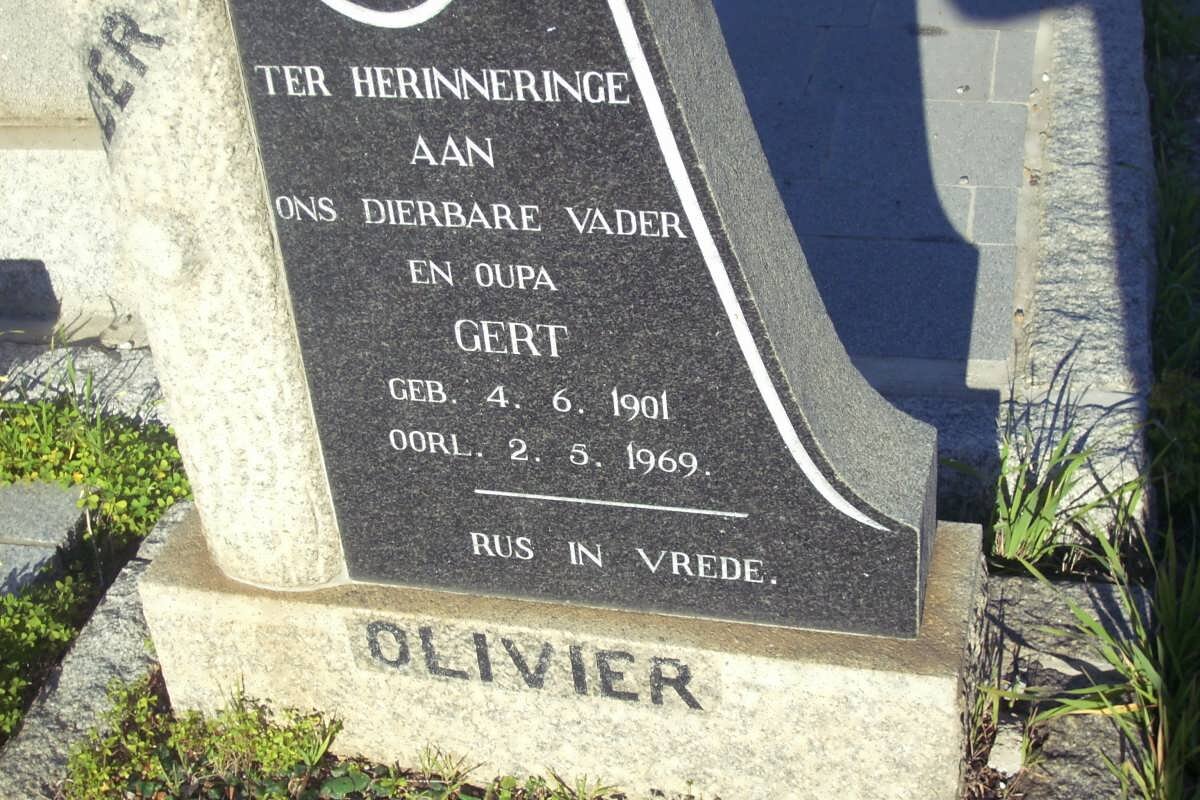 TER HERINNERINGE
AAN
ONS DIERBARE VADER
EN OUPA
GERT
GEB. 4. 6. 1901
OORL. 2. 5. 1969.
RUS IN VREDE.
OLIVIER